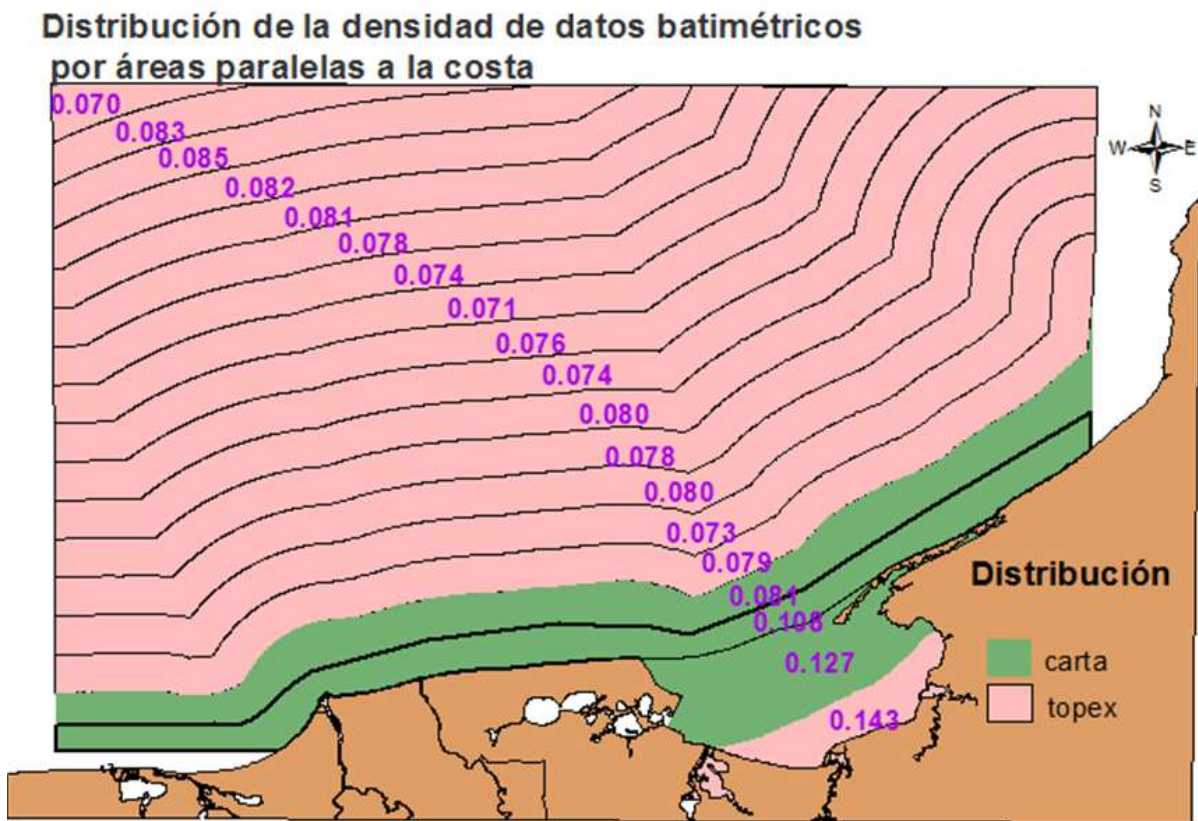 Distribución de la densidad de datos batimétricos
por áreas paralelas a la costa
0.070
0.083
0.085
0.082
0.081
0.078
0.074
0.071
0.076
0.074
0.080
0.078
0.080
0.073
0.079
0.081
0.108
0.127
0.143
N
W E
S
Distribución
carta
topex